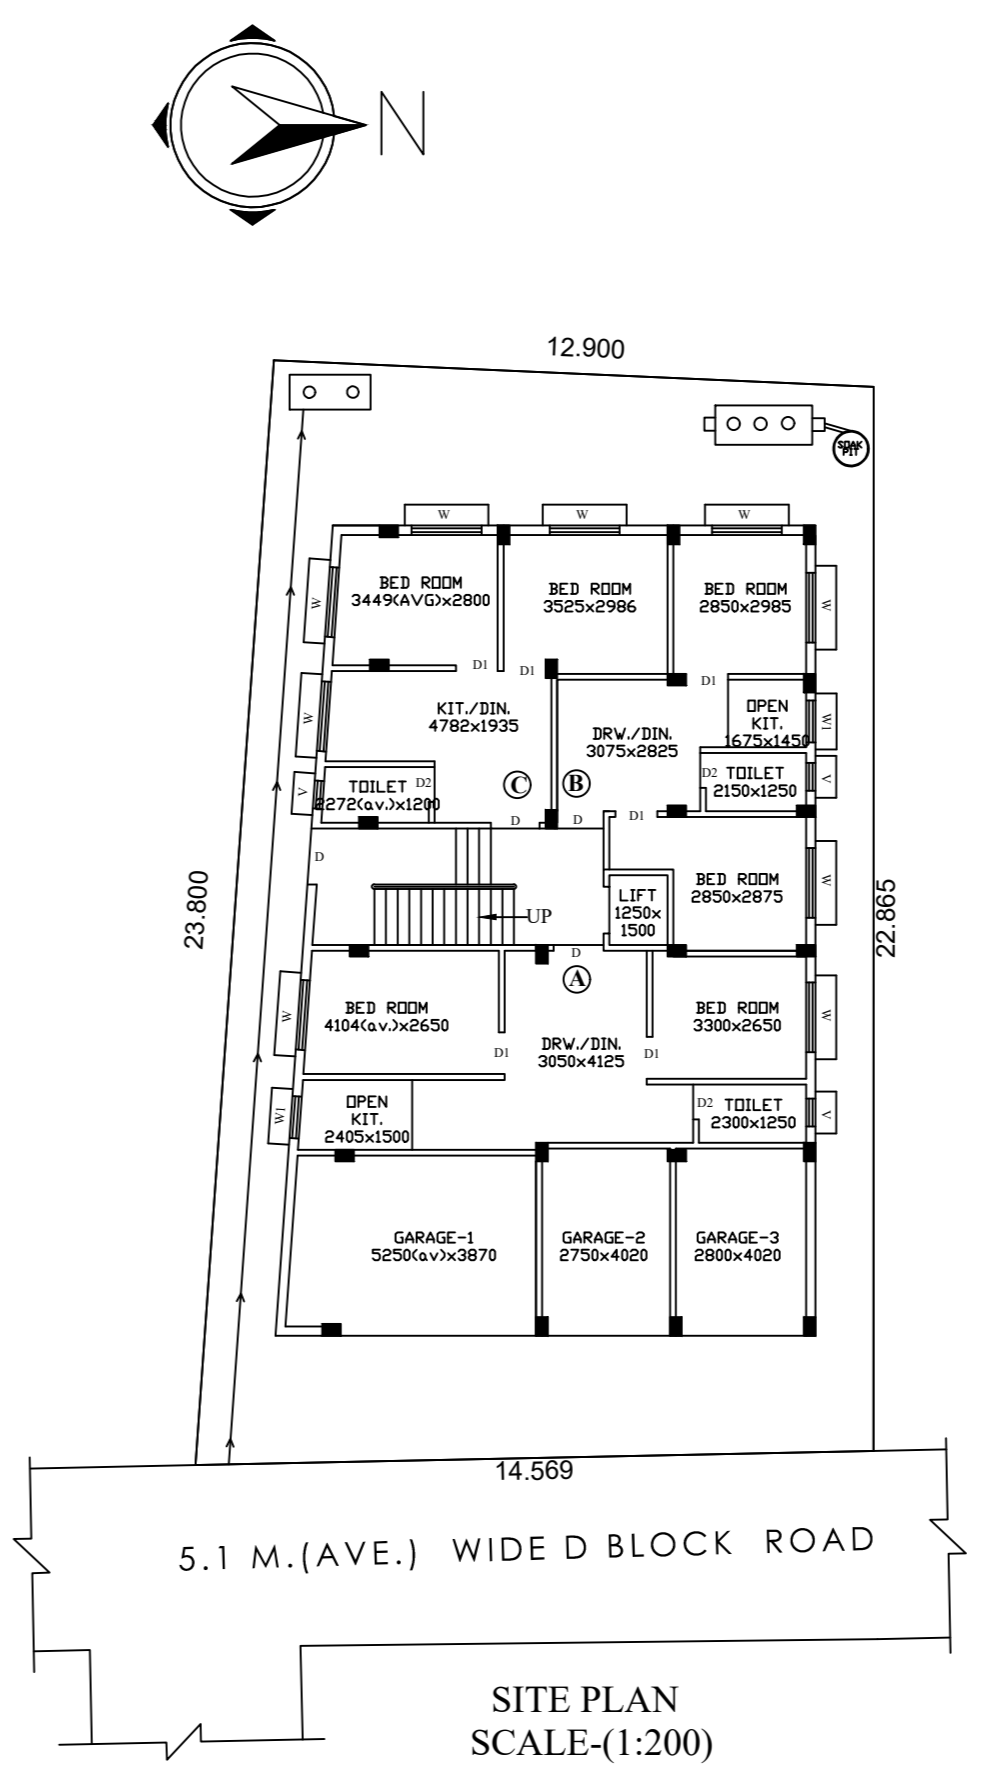 N
12.900
SOAK
PIT
W
W
W
BED ROOM
3449(AVG)x2800
BED ROOM
3525x2986
BED ROOM
2850x2985
W
W
D1
D1
D1
KIT./DIN.
4782x1935
DRW./DIN.
3075x2825
OPEN
KIT.
1675x1450
W
W1
TOILET
2272(av.)x1200
D2
V
C
B
D2
TOILET
2150x1250
V
D
D
D1
D
BED ROOM
2850x2875
W
LIFT
1250x
1500
UP
23.800
22.865
D
A
BED ROOM
4104(av.)x2650
W
BED ROOM
3300x2650
W
DRW./DIN.
3050x4125
D1
D1
OPEN
KIT.
2405x1500
W1
D2
TOILET
2300x1250
V
GARAGE-1
5250(av)x3870
GARAGE-2
2750x4020
GARAGE-3
2800x4020
14.569
5.1 M.(AVE.) WIDE D BLOCK ROAD
SITE PLAN
SCALE-(1:200)